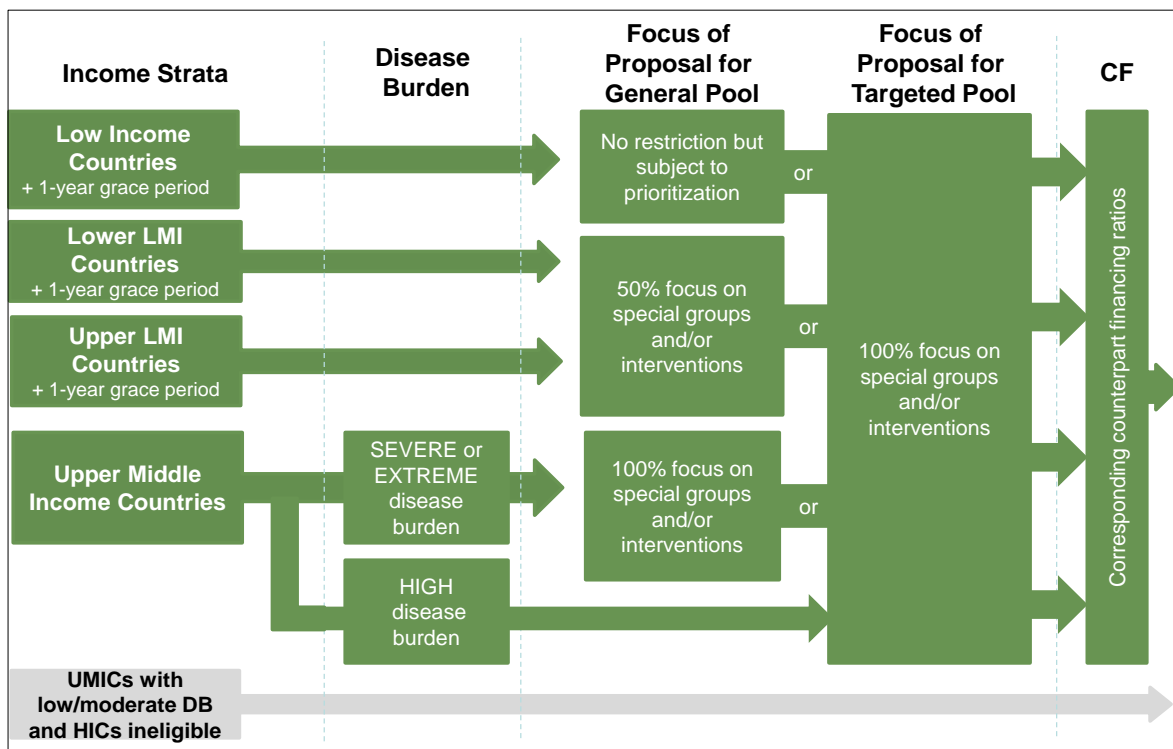 Income Strata
Disease
Burden
Focus of
Proposal for
General Pool
Focus of
Proposal for
Targeted Pool
CF
Low Income
Countries
+ 1-year grace period
No restriction but
subject to
prioritization
or
Lower LMI
Countries
+ 1-year grace period
Upper LMI
Countries
+ 1-year grace period
50% focus on
special groups
and/or
interventions
or
100% focus on
special groups
and/or
interventions
Corresponding counterpart financing ratios
Upper Middle
Income Countries
SEVERE or
EXTREME
disease
burden
100% focus on
special groups
and/or
interventions
or
HIGH
disease
burden
UMICs with
low/moderate DB
and HICs ineligible